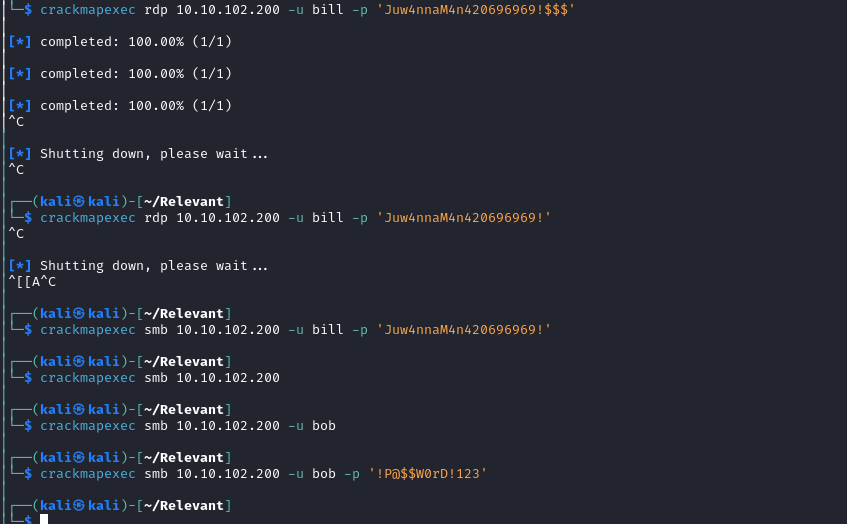 └─$ crackmapexec rdp 10.10.102.200 -u bill -p 'Juw4nnaM4n420696969!$$$'
[*] completed: 100.00% (1/1)
[*] completed: 100.00% (1/1)
[*] completed: 100.00% (1/1)
^C
[*] Shutting down, please wait...
^C
┌──(kali㉿kali)-[~/Relevant]
└─$ crackmapexec rdp 10.10.102.200 -u bill -p 'Juw4nnaM4n420696969!'
^C
[*] Shutting down, please wait...
^[[A^C
┌──(kali㉿kali)-[~/Relevant]
└─$ crackmapexec smb 10.10.102.200 -u bill -p 'Juw4nnaM4n420696969!'
┌──(kali㉿kali)-[~/Relevant]
└─$ crackmapexec smb 10.10.102.200
┌──(kali㉿kali)-[~/Relevant]
└─$ crackmapexec smb 10.10.102.200 -u bob
┌──(kali㉿kali)-[~/Relevant]
└─$ crackmapexec smb 10.10.102.200 -u bob -p '!P@$$W0rD!123'
┌──(kali㉿kali)-[~/Relevant]
└─$